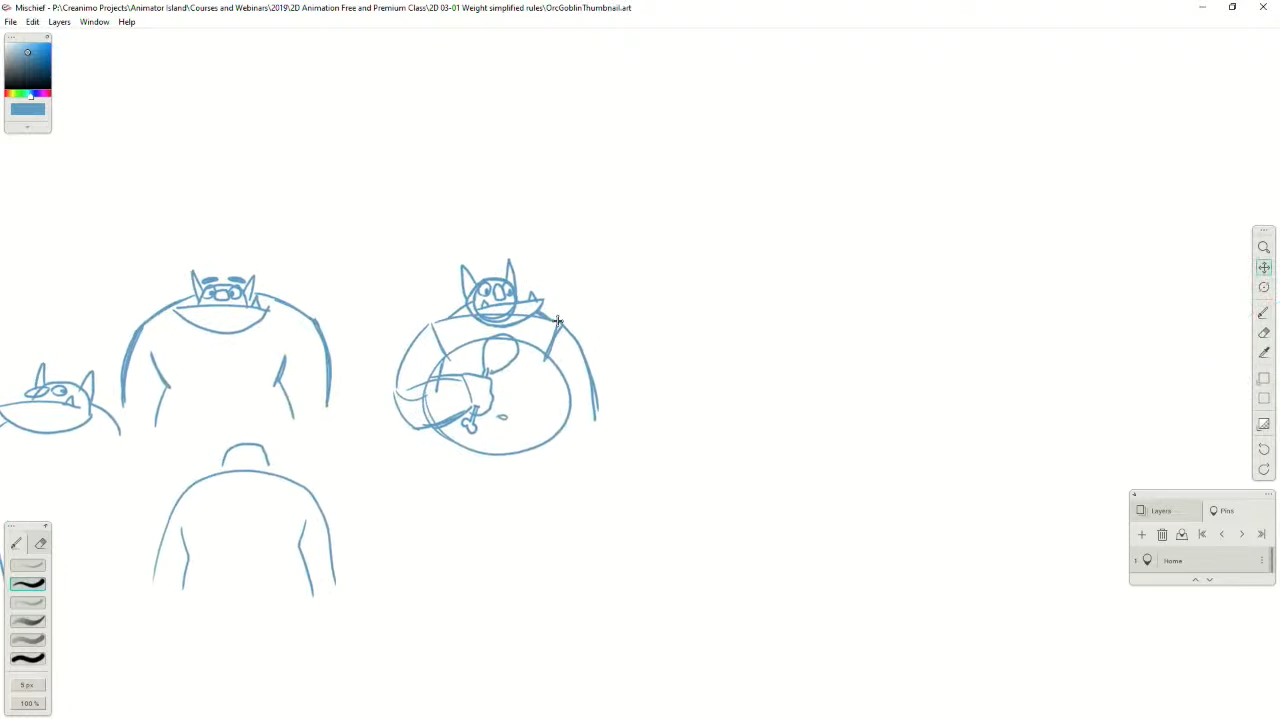 Mischief - P:\Creanimo Projects\Animator Island\Courses and Webinars\2019\2D Animation Free and Premium Class\2D 03-01 Weight simplified rules\OrcGoblinThumbnail.art
File Edit Layers Window Help
Layers Pins
1 Home
5 px
100 %